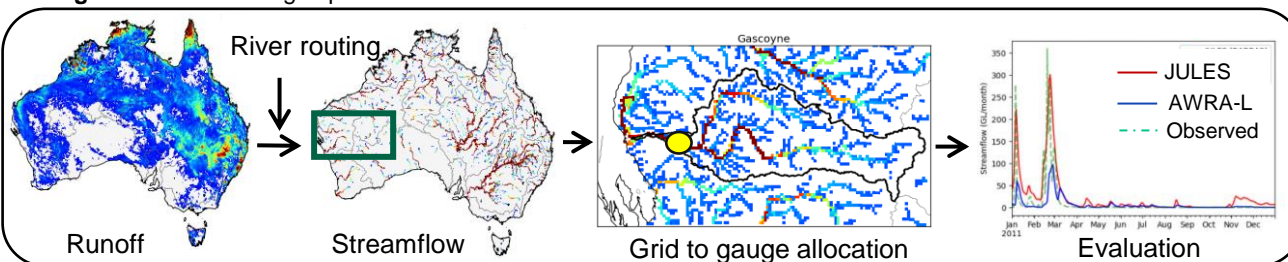 River routing
Runoff
Streamflow
Gascoyne
Grid to gauge allocation
Streamflow (GL/month)
350
300
250
200
150
100
50
0
JULES
AWRA-L
Observed
Jan Feb Mar Apr May Jun Jul Aug Sep Oct Nov Dec
2011
Evaluation